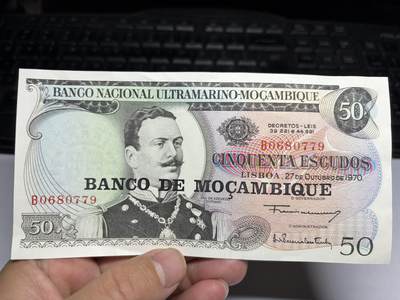 BANCO NACIONAL ULTRAMARINO-MOÇAMBIQUE
50
DECRETOS-LEIS
39 221 e 44 891
B0680779
CINQUENTA ESCUDOS
LISBOA, 27 DE OUTUBRO DE 1970
BANCO DE MOÇAMBIQUE
B0680779
O GOVERNADOR
50
50